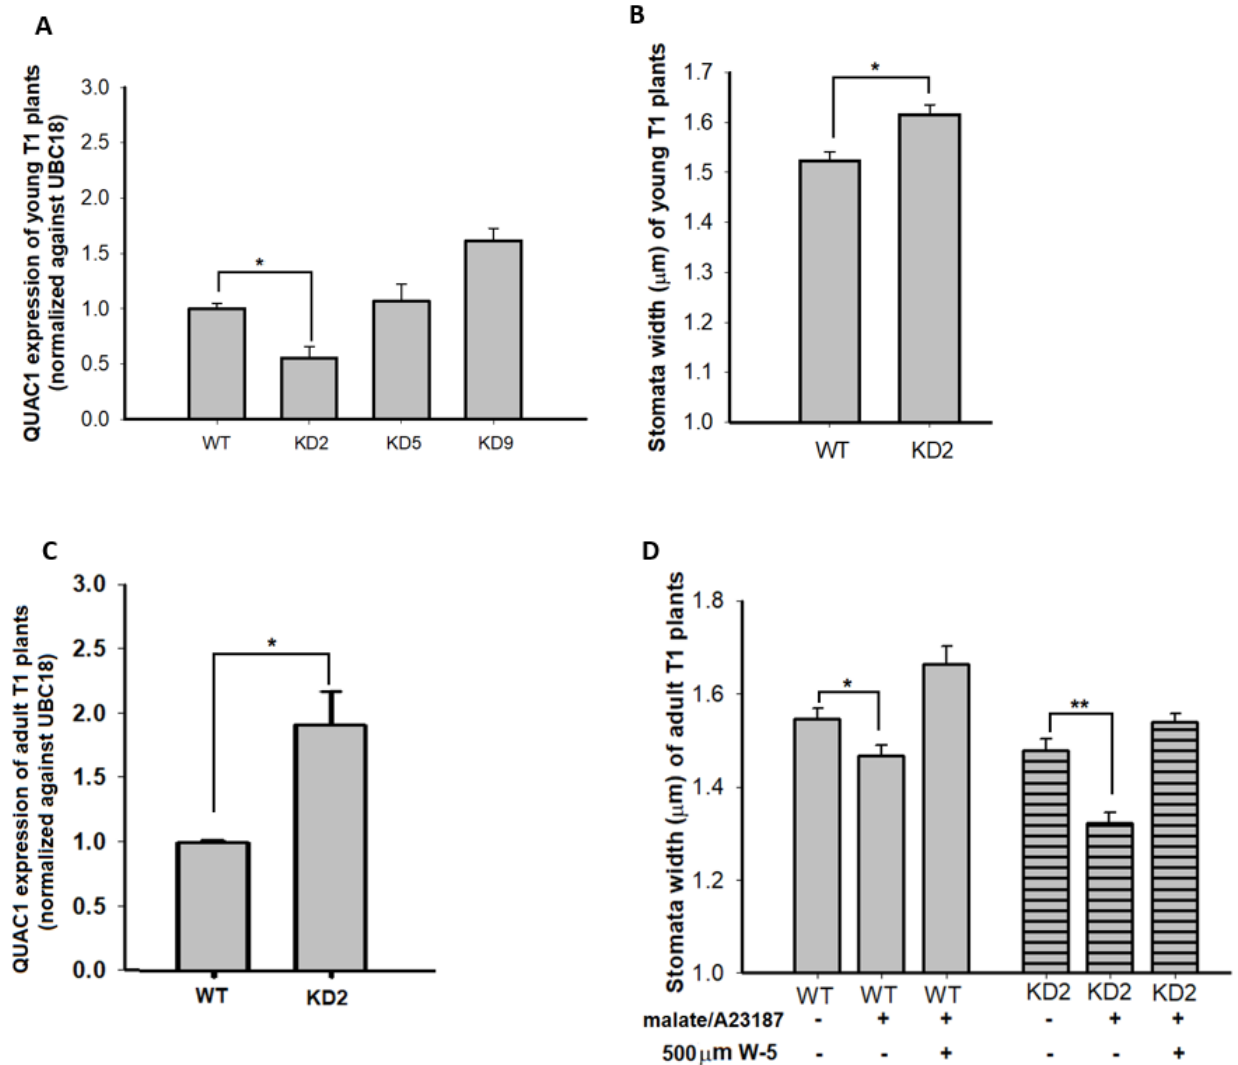 A
QUAC1 expression of young T1 plants
(normalized against UBC18)
3.0
2.5
2.0
1.5
1.0
0.5
0.0
*
WT KD2 KD5 KD9
B
Stomata width (μm) of young T1 plants
1.7
1.6
1.5
1.4
1.3
1.2
1.1
1.0
*
WT KD2
C
QUAC1 expression of adult T1 plants
(normalized against UBC18)
3.0
2.5
2.0
1.5
1.0
0.5
0.0
*
WT KD2
D
Stomata width (μm) of adult T1 plants
1.8
1.6
1.4
1.2
1.0
*
**
WT WT WT KD2 KD2 KD2
malate/A23187 - + + - + +
500μm W-5 - - + - - +